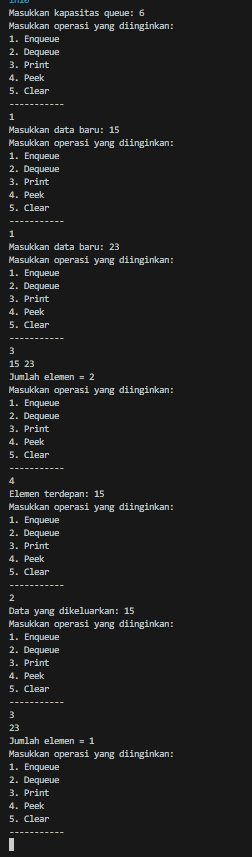 Masukkan kapasitas queue: 6
Masukkan operasi yang diinginkan:
1. Enqueue
2. Dequeue
3. Print
4. Peek
5. Clear
-----------
1
Masukkan data baru: 15
Masukkan operasi yang diinginkan:
1. Enqueue
2. Dequeue
3. Print
4. Peek
5. Clear
-----------
1
Masukkan data baru: 23
Masukkan operasi yang diinginkan:
1. Enqueue
2. Dequeue
3. Print
4. Peek
5. Clear
-----------
3
15 23
Jumlah elemen = 2
Masukkan operasi yang diinginkan:
1. Enqueue
2. Dequeue
3. Print
4. Peek
5. Clear
-----------
4
Elemen terdepan: 15
Masukkan operasi yang diinginkan:
1. Enqueue
2. Dequeue
3. Print
4. Peek
5. Clear
-----------
2
Data yang dikeluarkan: 15
Masukkan operasi yang diinginkan:
1. Enqueue
2. Dequeue
3. Print
4. Peek
5. Clear
-----------
3
23
Jumlah elemen = 1
Masukkan operasi yang diinginkan:
1. Enqueue
2. Dequeue
3. Print
4. Peek
5. Clear
-----------